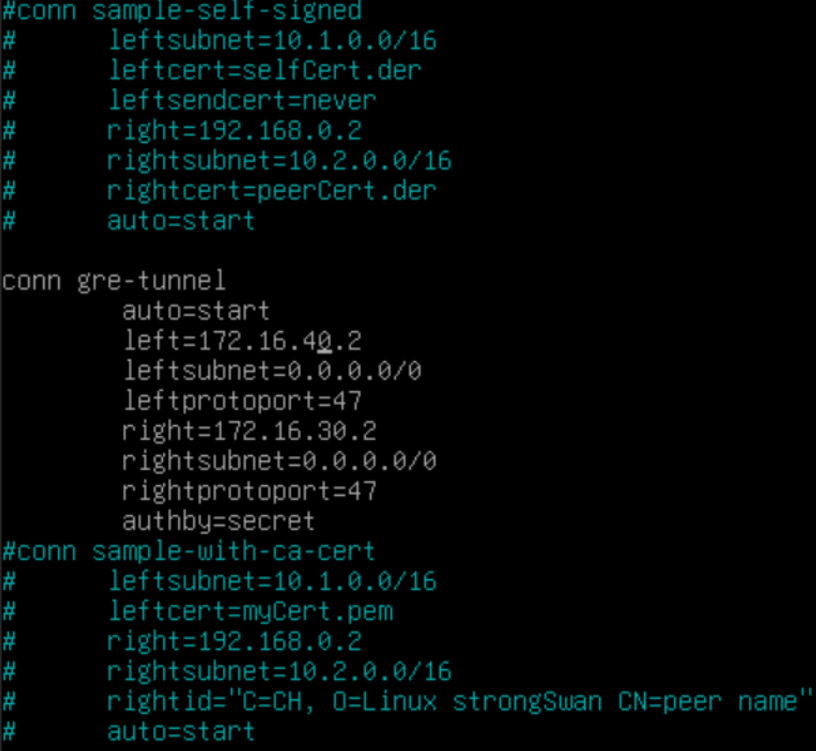 #conn sample-self-signed
#      leftsubnet=10.1.0.0/16
#      leftcert=selfCert.der
#      leftsendcert=never
#      right=192.168.0.2
#      rightsubnet=10.2.0.0/16
#      rightcert=peerCert.der
#      auto=start

conn gre-tunnel
        auto=start
        left=172.16.40.2
        leftsubnet=0.0.0.0/0
        leftprotoport=47
        right=172.16.30.2
        rightsubnet=0.0.0.0/0
        rightprotoport=47
        authby=secret
#conn sample-with-ca-cert
#      leftsubnet=10.1.0.0/16
#      leftcert=myCert.pem
#      right=192.168.0.2
#      rightsubnet=10.2.0.0/16
#      rightid="C=CH, O=Linux strongSwan CN=peer name"
#      auto=start